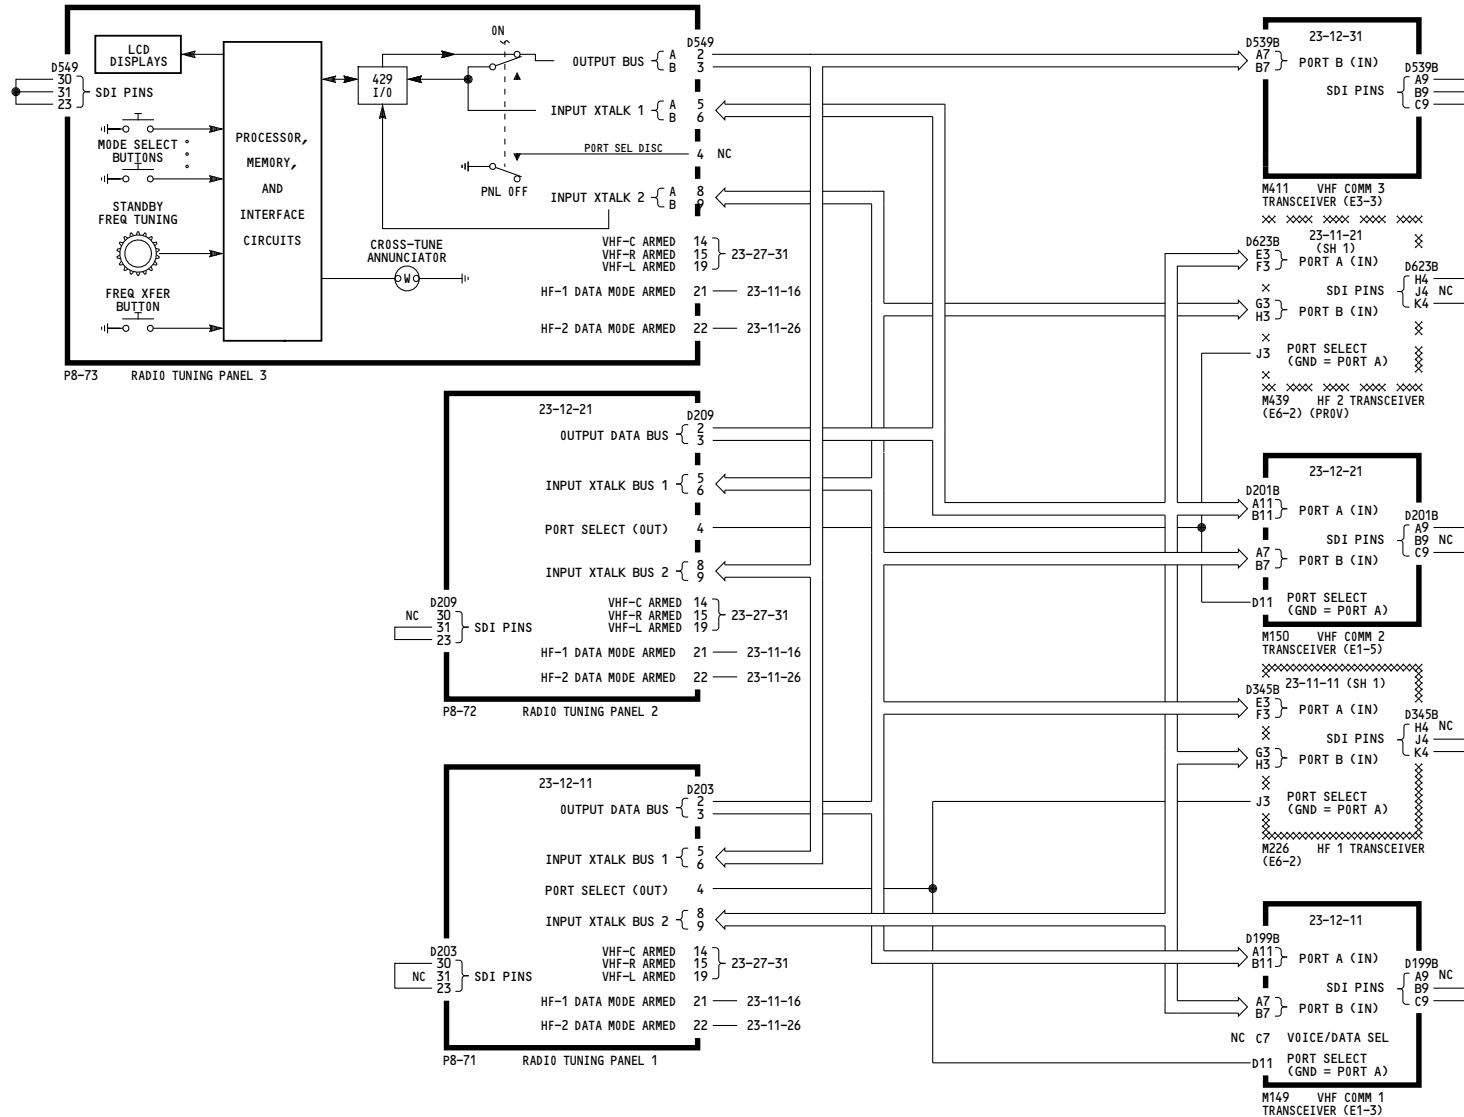 ON
LCD
DISPLAYS
D549
30
31
23
SDI PINS
MODE SELECT
BUTTONS
STANDBY
FREQ TUNING
FREQ XFER
BUTTON
PROCESSOR,
MEMORY,
AND
INTERFACE
CIRCUITS
429
I/O
CROSS-TUNE
ANNUNCIATOR
W
D549
OUTPUT BUS A 2
B 3
INPUT XTALK 1 A 5
B 6
PORT SEL DISC 4 NC
PNL OFF
INPUT XTALK 2 A 8
B 9
VHF-C ARMED 14
VHF-R ARMED 15 23-27-31
VHF-L ARMED 19
HF-1 DATA MODE ARMED 21 23-11-16
HF-2 DATA MODE ARMED 22 23-11-26
P8-73 RADIO TUNING PANEL 3
23-12-21
D209
OUTPUT DATA BUS 2
3
INPUT XTALK BUS 1 5
6
PORT SELECT (OUT) 4
INPUT XTALK BUS 2 8
9
D209
NC 30
31 SDI PINS
23
VHF-C ARMED 14
VHF-R ARMED 15 23-27-31
VHF-L ARMED 19
HF-1 DATA MODE ARMED 21 23-11-16
HF-2 DATA MODE ARMED 22 23-11-26
P8-72 RADIO TUNING PANEL 2
23-12-11
D203
OUTPUT DATA BUS 2
3
INPUT XTALK BUS 1 5
6
PORT SELECT (OUT) 4
INPUT XTALK BUS 2 8
9
D203
30
NC 31 SDI PINS
23
VHF-C ARMED 14
VHF-R ARMED 15 23-27-31
VHF-L ARMED 19
HF-1 DATA MODE ARMED 21 23-11-16
HF-2 DATA MODE ARMED 22 23-11-26
P8-71 RADIO TUNING PANEL 1
23-12-31
D539B
A7 PORT B (IN)
B7
D539B
A9
SDI PINS B9
C9
M411 VHF COMM 3
TRANSCEIVER (E3-3)
23-11-21
(SH 1)
D623B
E3 PORT A (IN)
F3
D623B
H4
SDI PINS J4 NC
K4
G3 PORT B (IN)
H3
J3 PORT SELECT
(GND = PORT A)
M439 HF 2 TRANSCEIVER
(E6-2) (PROV)
23-12-21
D201B
A11 PORT A (IN)
B11
D201B
A9
SDI PINS B9 NC
C9
A7 PORT B (IN)
B7
D11 PORT SELECT
(GND = PORT A)
M150 VHF COMM 2
TRANSCEIVER (E1-5)
23-11-11 (SH 1)
D345B
E3 PORT A (IN)
F3
D345B
H4 NC
SDI PINS J4
K4
G3 PORT B (IN)
H3
J3 PORT SELECT
(GND = PORT A)
M226 HF 1 TRANSCEIVER
(E6-2)
23-12-11
D199B
A11 PORT A (IN)
B11
D199B
A9 NC
SDI PINS B9
C9
A7 PORT B (IN)
B7
NC C7 VOICE/DATA SEL
D11 PORT SELECT
(GND = PORT A)
M149 VHF COMM 1
TRANSCEIVER (E1-3)